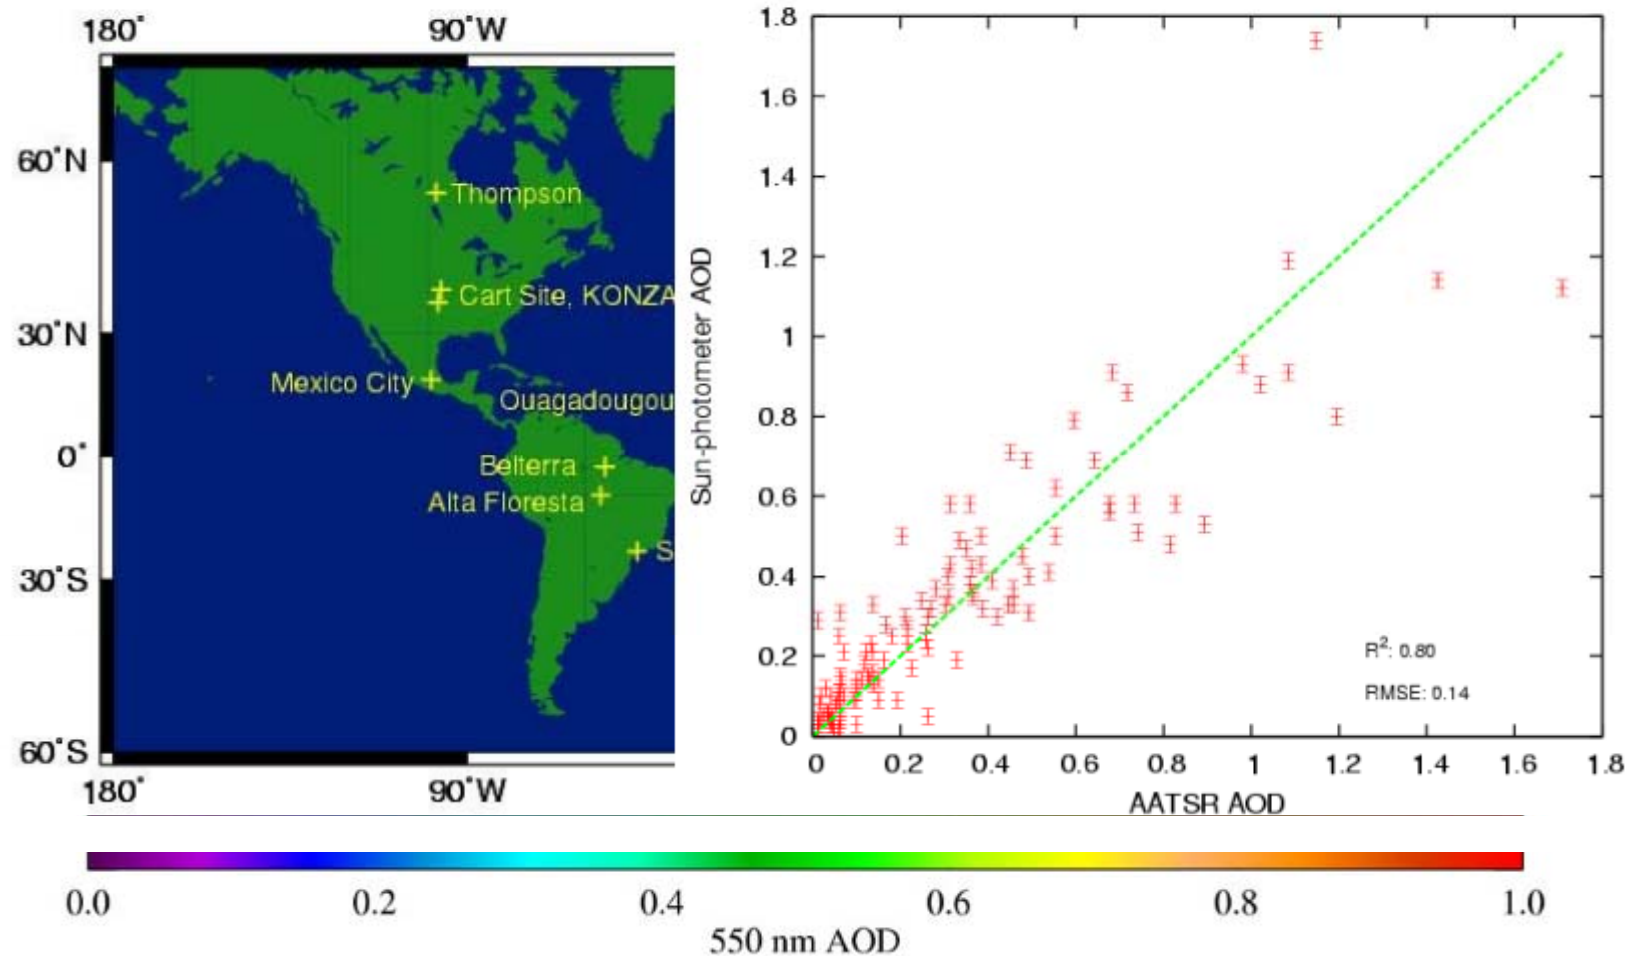 180° 90°W
60°N
Thompson
Cart Site, KONZA
30°N
Mexico City
Ouagadougou
0°
Belterra
Alta Floresta
S
30°S
60°S
180° 90°W
Sun-photometer AOD
1.8
1.6
1.4
1.2
1
0.8
0.6
0.4
0.2
0
R²: 0.80
RMSE: 0.14
0 0.2 0.4 0.6 0.8 1 1.2 1.4 1.6 1.8
AATSR AOD
0.0 0.2 0.4 0.6 0.8 1.0
550 nm AOD